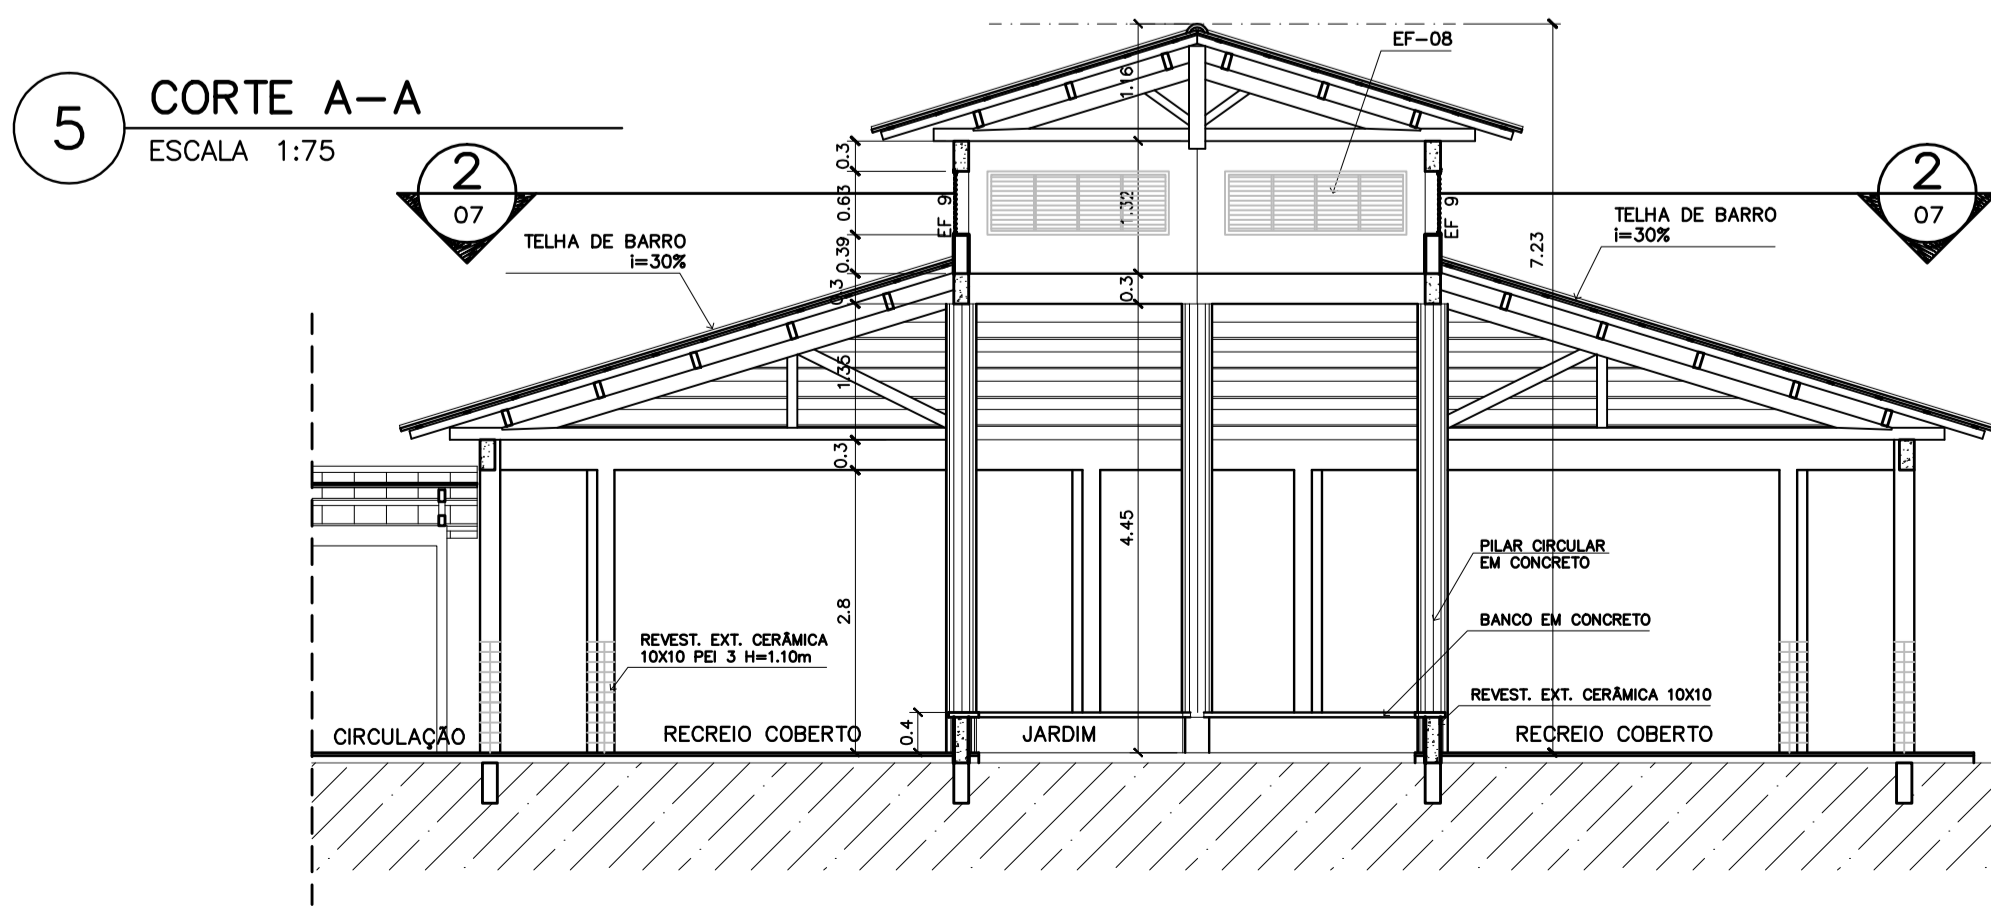 5
CORTE A-A
ESCALA 1:75
2
07
2
07
EF-08
TELHA DE BARRO
i=30%
TELHA DE BARRO
i=30%
EF 9
EF 9
1.16
0.3
0.63
0.39
0.3
1.32
0.3
7.23
1.35
0.3
4.45
2.8
0.4
PILAR CIRCULAR
EM CONCRETO
BANCO EM CONCRETO
REVEST. EXT. CERÂMICA
10X10 PEI 3 H=1.10m
REVEST. EXT. CERÂMICA 10X10
CIRCULAÇÃO
RECREIO COBERTO
JARDIM
RECREIO COBERTO